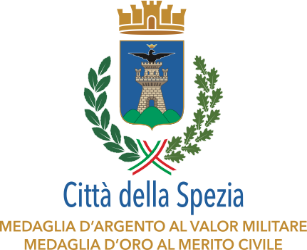 Città della Spezia
MEDAGLIA D'ARGENTO AL VALOR MILITARE
MEDAGLIA D'ORO AL MERITO CIVILE